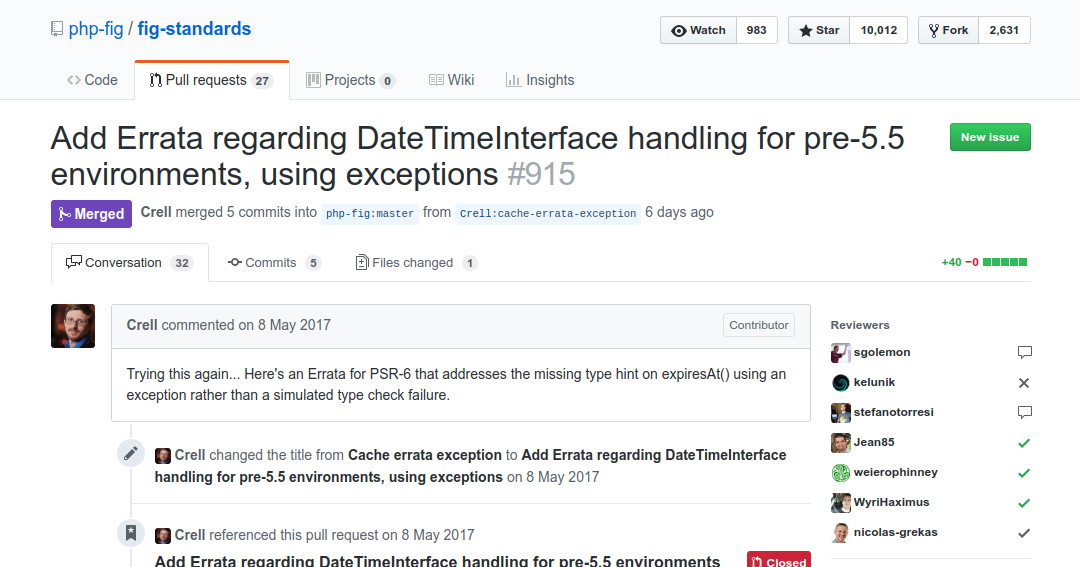 php-fig / fig-standards
Watch 983 Star 10,012 Fork 2,631
Code Pull requests 27 Projects 0 Wiki Insights
Add Errata regarding DateTimeInterface handling for pre-5.5
environments, using exceptions #915
New issue
Merged Crell merged 5 commits into php-fig:master from Crell:cache-errata-exception 6 days ago
Conversation 32 Commits 5 Files changed 1 +40 −0
Crell commented on 8 May 2017 Contributor
Trying this again... Here's an Errata for PSR-6 that addresses the missing type hint on expiresAt() using an
exception rather than a simulated type check failure.
Crell changed the title from Cache errata exception to Add Errata regarding DateTimeInterface
handling for pre-5.5 environments, using exceptions on 8 May 2017
Crell referenced this pull request on 8 May 2017
Add Errata regarding DateTimeInterface handling for pre-5.5 environments Closed
Reviewers
sgolemon
kelunik
stefanotorresi
Jean85
weierophinney
WyriHaximus
nicolas-grekas